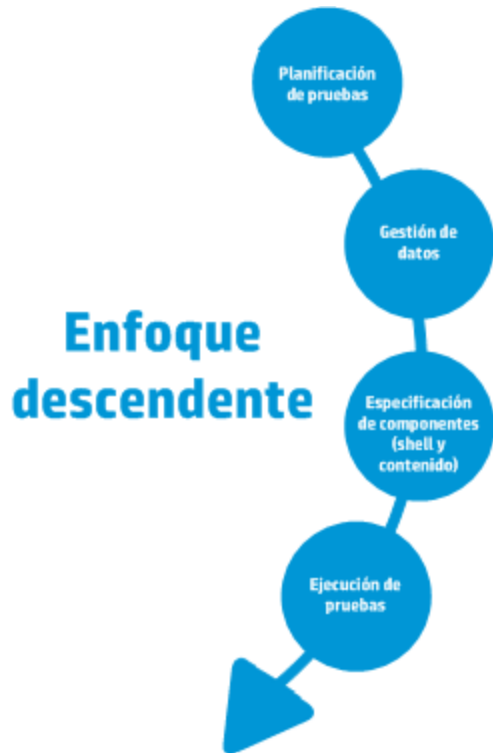 Planificación
de pruebas
Gestión de
datos
Enfoque
descendente
Especificación
de componentes
(shell y
contenido)
Ejecución de
pruebas